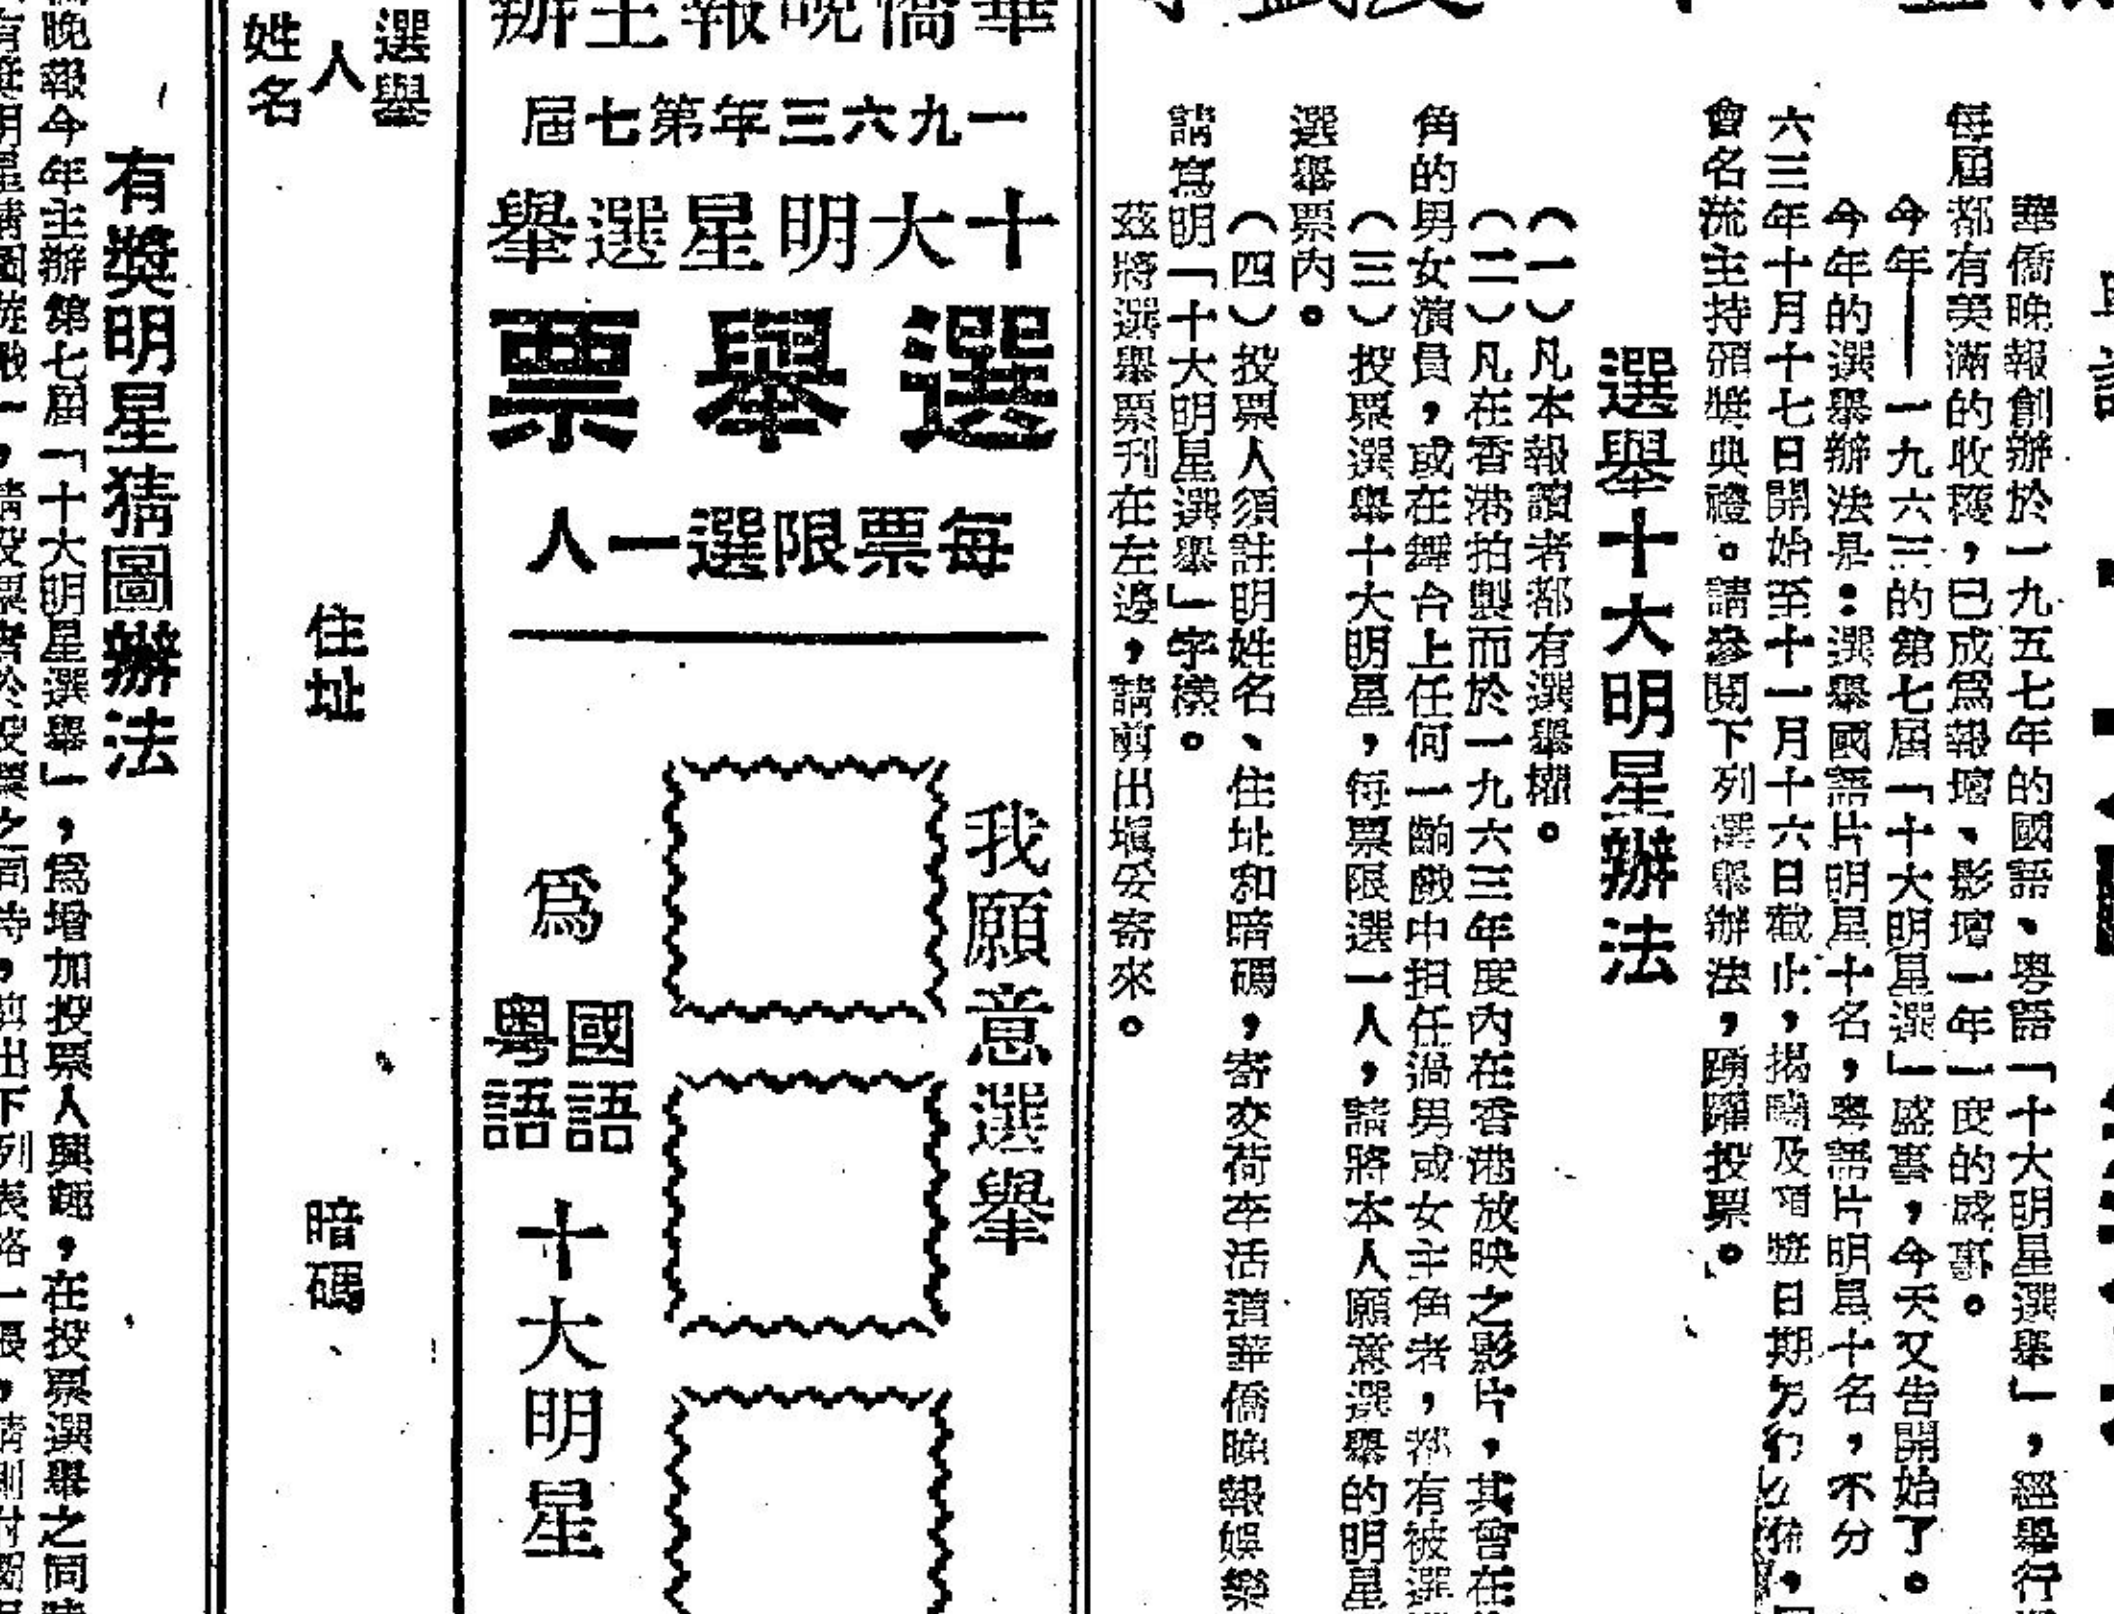 華僑晚報創辦於一九五七年的國語、粵語「十大明星選舉」，經舉行
每屆都有美滿的收穫，已成爲報壇、影壇一年一度的盛事。
今年——一九六三的第七屆「十大明星選」盛事，今天又告開始了。
今年的選舉辦法是：選舉國語片明星十名，粵語片明星十名，不分
六三年十月十七日開始至十一月十六日截止，揭曉及頒獎日期另行公佈，
會名流主持頒獎典禮。請參閱下列選舉辦法，踴躍投票。
選舉十大明星辦法
（一）凡本報讀者都有選舉權。
（二）凡在香港拍製而於一九六三年度內在香港放映之影片，其曾在
角的男女演員，或在舞台上任何一齣戲中担任過男或女主角者，都有被選
（三）投票選舉十大明星，每票限選一人，請將本人願意選舉的明星
選舉票內。
（四）投票人須註明姓名、住址和暗碼，寄交荷李活道華僑晚報娛樂
請寫明「十大明星選舉」字樣。
茲將選舉票刊在左邊，請剪出塡妥寄來。
華僑晚報主辦
一九六三年第七屆
十大明星選舉
選舉票
每票限選一人
我願意選舉
爲
國語
粵語
十大明星
選舉
人
姓名
住址
暗碼
有獎明星猜圖辦法
晚報今年主辦第七屆「十大明星選舉」，爲增加投票人興趣，在投票選舉之同時